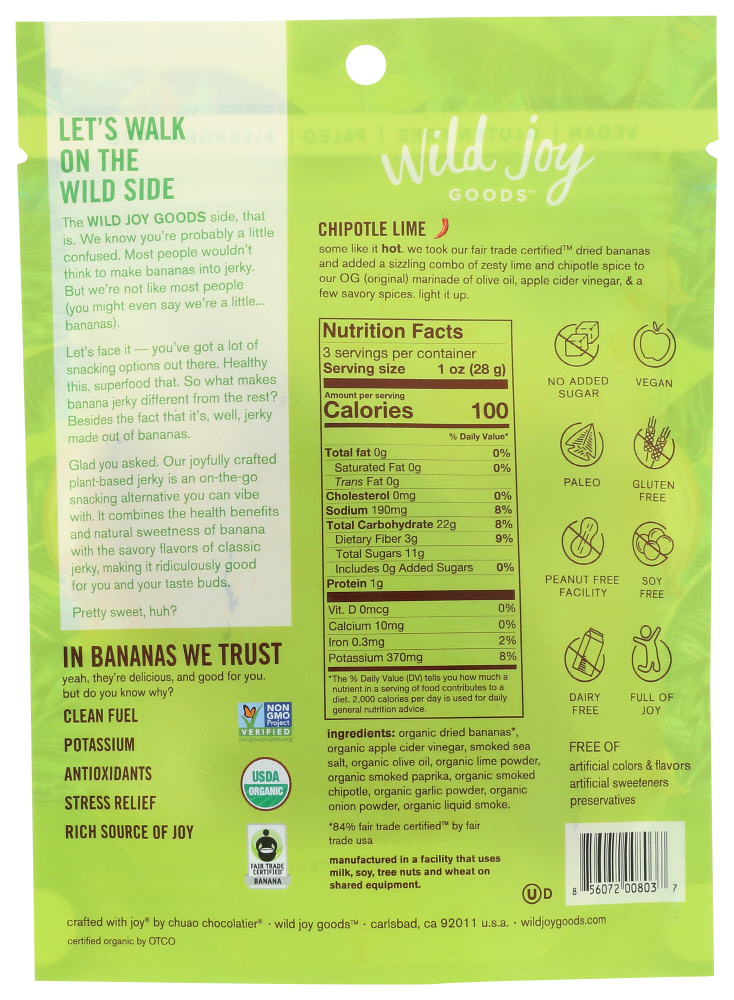 LET'S WALK
ON THE
WILD SIDE
The WILD JOY GOODS side, that
is. We know you're probably a little
confused. Most people wouldn't
think to make bananas into jerky.
But we're not like most people
(you might even say we're a little...
bananas).
Let's face it — you've got a lot of
snacking options out there. Healthy
this, superfood that. So what makes
banana jerky different from the rest?
Besides the fact that it's, well, jerky
made out of bananas.
Glad you asked. Our joyfully crafted
plant-based jerky is an on-the-go
snacking alternative you can vibe
with. It combines the health benefits
and natural sweetness of banana
with the savory flavors of classic
jerky, making it ridiculously good
for you and your taste buds.
Pretty sweet, huh?
IN BANANAS WE TRUST
yeah, they're delicious, and good for you.
but do you know why?
CLEAN FUEL
POTASSIUM
ANTIOXIDANTS
STRESS RELIEF
RICH SOURCE OF JOY
NON
GMO
Project
VERIFIED
nongmoproject.org
USDA
ORGANIC
FAIR TRADE
CERTIFIED
BANANA
VEGAN | GLUTEN FREE | PALEO | ALLERGEN
Wild Joy
GOODS™
CHIPOTLE LIME
some like it hot. we took our fair trade certified™ dried bananas
and added a sizzling combo of zesty lime and chipotle spice to
our OG (original) marinade of olive oil, apple cider vinegar, & a
few savory spices. light it up.
Nutrition Facts
3 servings per container
Serving size 1 oz (28 g)
Amount per serving
Calories 100
% Daily Value*
Total fat 0g 0%
Saturated Fat 0g 0%
Trans Fat 0g
Cholesterol 0mg 0%
Sodium 190mg 8%
Total Carbohydrate 22g 8%
Dietary Fiber 3g 9%
Total Sugars 11g
Includes 0g Added Sugars 0%
Protein 1g
Vit. D 0mcg 0%
Calcium 10mg 0%
Iron 0.3mg 2%
Potassium 370mg 8%
*The % Daily Value (DV) tells you how much a
nutrient in a serving of food contributes to a
diet. 2,000 calories per day is used for daily
general nutrition advice.
ingredients: organic dried bananas*,
organic apple cider vinegar, smoked sea
salt, organic olive oil, organic lime powder,
organic smoked paprika, organic smoked
chipotle, organic garlic powder, organic
onion powder, organic liquid smoke.
*84% fair trade certified™ by fair
trade usa
manufactured in a facility that uses
milk, soy, tree nuts and wheat on
shared equipment.
NO ADDED
SUGAR
VEGAN
PALEO
GLUTEN
FREE
PEANUT FREE
FACILITY
SOY
FREE
DAIRY
FREE
FULL OF
JOY
FREE OF
artificial colors & flavors
artificial sweeteners
preservatives
U D
8 56072 00803 7
crafted with joy® by chuao chocolatier® · wild joy goods™ · carlsbad, ca 92011 u.s.a. · wildjoygoods.com
certified organic by OTCO